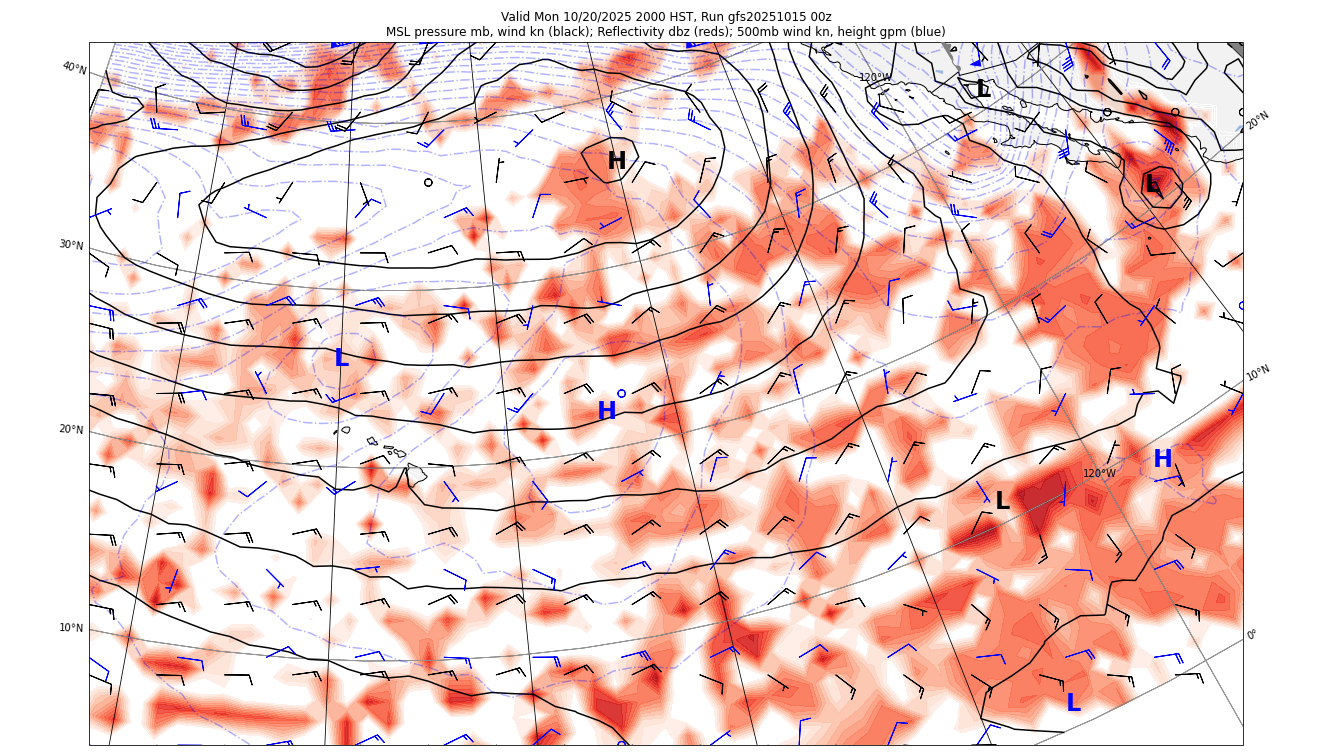 Valid Mon 10/20/2025 2000 HST, Run gfs20251015 00z
MSL pressure mb, wind kn (black); Reflectivity dbz (reds); 500mb wind kn, height gpm (blue)
40°N
120°W
L
20°N
H
L
30°N
L
10°N
H
20°N
H
120°W
L
10°N
0°
L